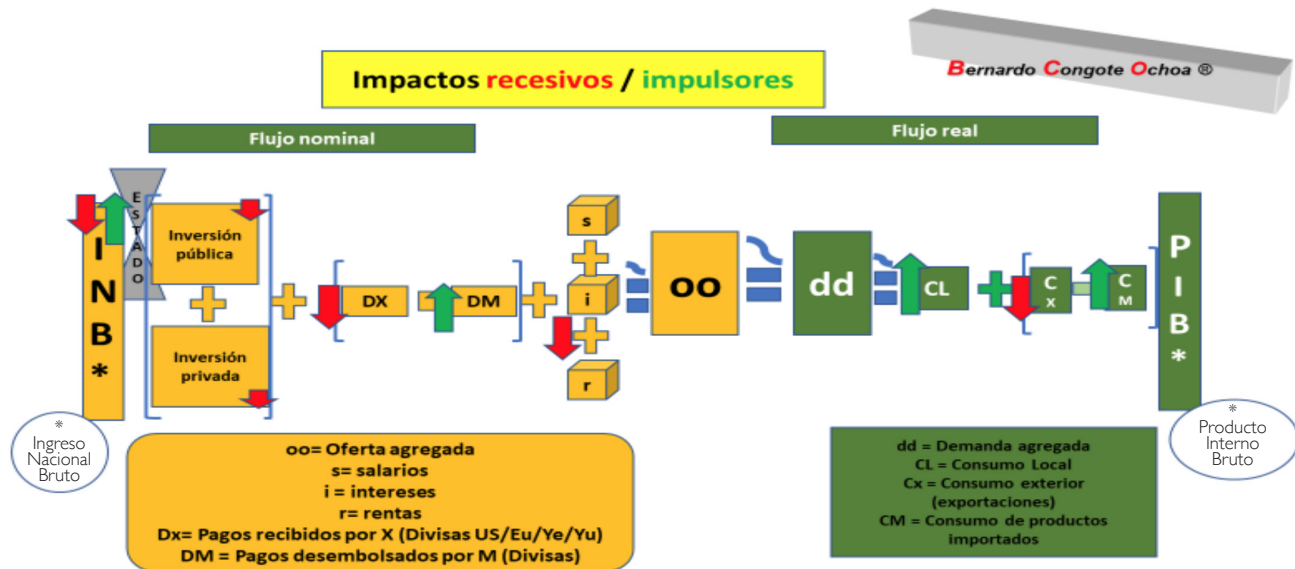 Bernardo Congote Ochoa ®
Impactos recesivos / impulsores
Flujo nominal
Flujo real
INB*
ESTADO
Inversión
pública
+
Inversión
privada
+
DX
DM
+
s
+
i
+
r
=
oo
=
dd
=
CL
+
C
x
-
C
M
PIB*
*
Ingreso
Nacional
Bruto
*
Producto
Interno
Bruto
oo= Oferta agregada
s= salarios
i = intereses
r= rentas
Dx= Pagos recibidos por X (Divisas US/Eu/Ye/Yu)
DM = Pagos desembolsados por M (Divisas)
dd = Demanda agregada
CL = Consumo Local
Cx = Consumo exterior
(exportaciones)
CM = Consumo de productos
importados